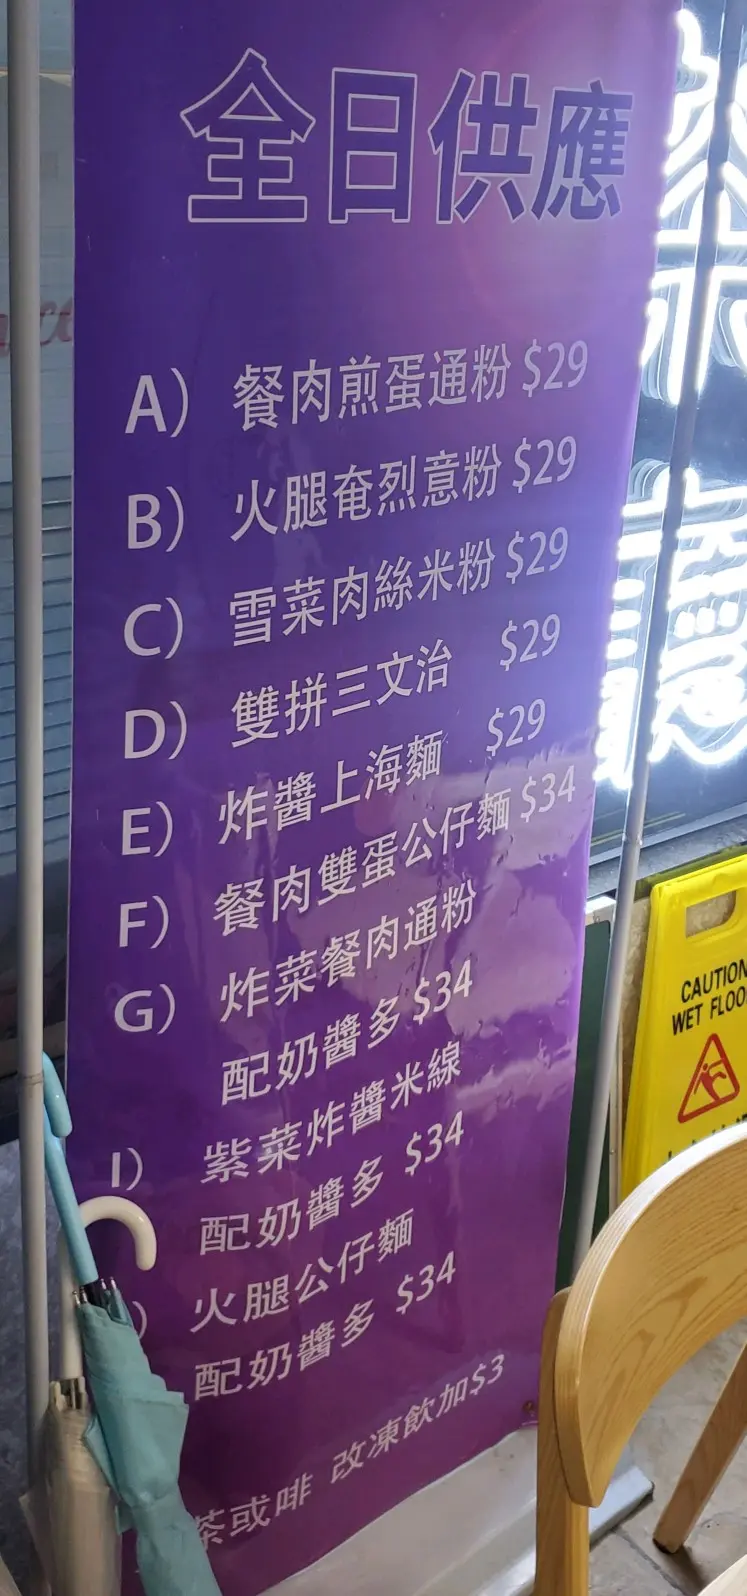 全日供應
A) 餐肉煎蛋通粉 $29
B) 火腿奄烈意粉 $29
C) 雪菜肉絲米粉 $29
D) 雙拼三文治 $29
E) 炸醬上海麵 $29
F) 餐肉雙蛋公仔麵 $34
G) 炸菜餐肉通粉
配奶醬多 $34
I) 紫菜炸醬米線
配奶醬多 $34
) 火腿公仔麵
配奶醬多 $34
茶或啡 改凍飲加$3
CAUTION
WET FLOO